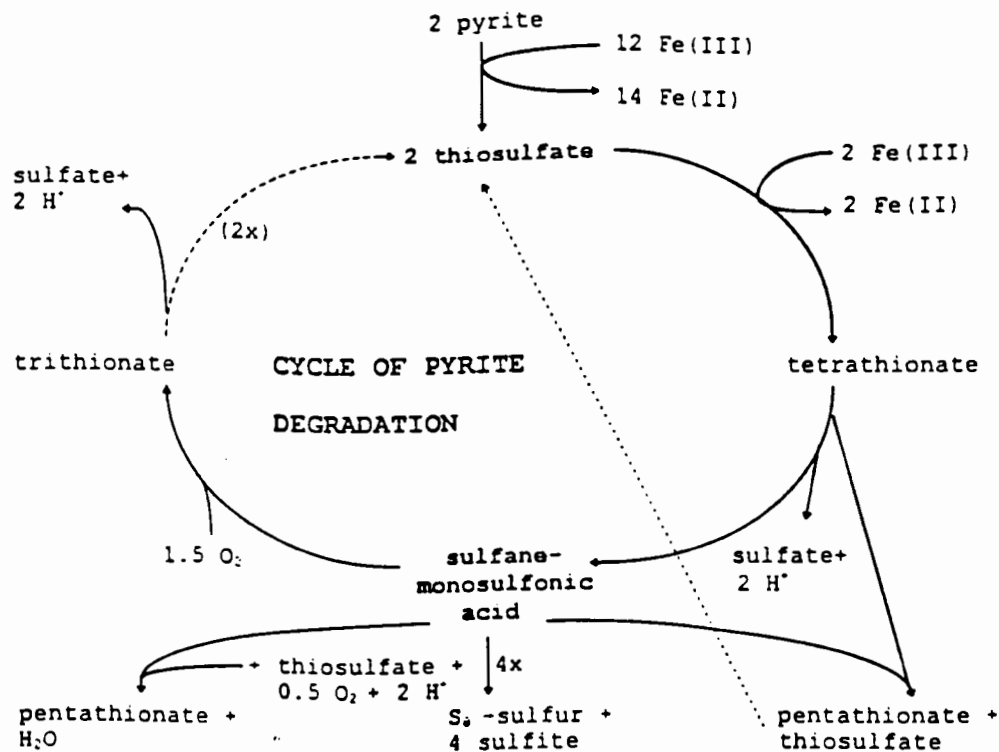 2 pyrite
12 Fe(III)
14 Fe(II)
2 thiosulfate
2 Fe(III)
2 Fe(II)
sulfate+
2 H⁺
(2x)
trithionate
CYCLE OF PYRITE
DEGRADATION
tetrathionate
1.5 O₂
sulfane-
monosulfonic
acid
sulfate+
2 H⁺
+ thiosulfate +
0.5 O₂ + 2 H⁺
4x
pentathionate +
H₂O
S₈ -sulfur +
4 sulfite
pentathionate +
thiosulfate